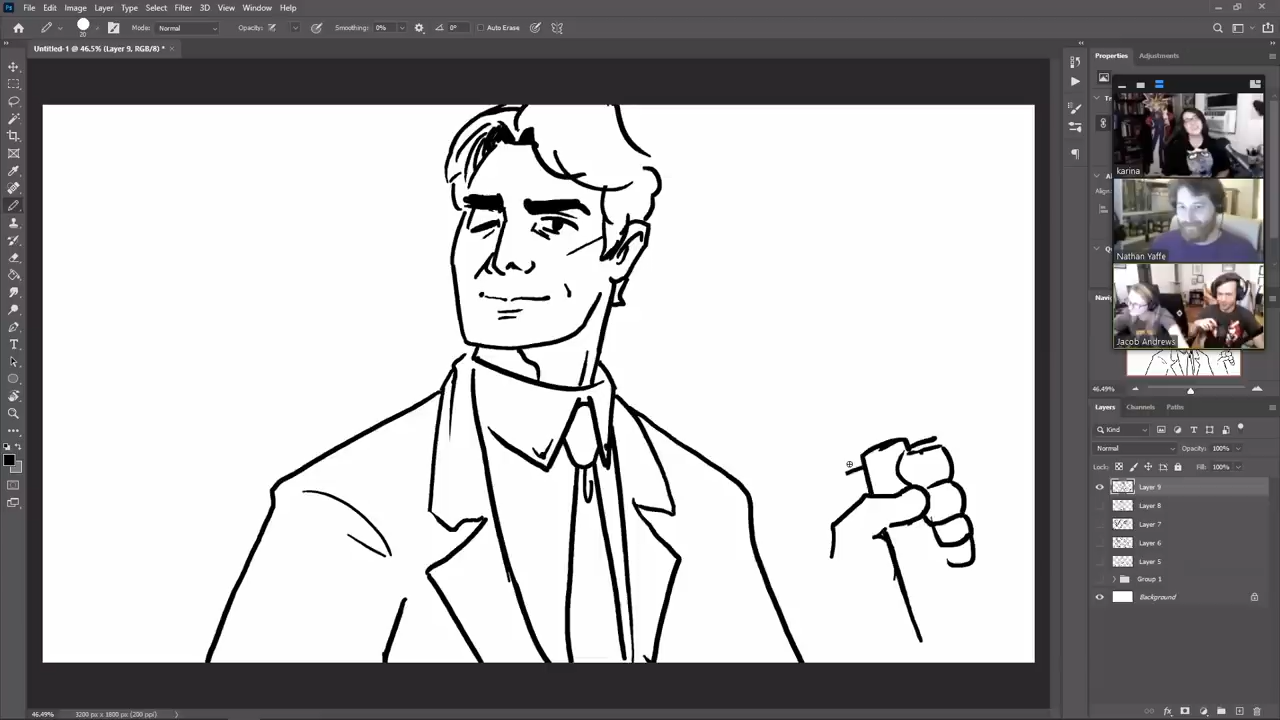 File Edit Image Layer Type Select Filter 3D View Window Help
20 Mode: Normal Opacity: Smoothing: 0% 0° Auto Erase
Untitled-1 @ 46.5% (Layer 9, RGB/8) *
Properties Adjustments
karina
Nathan Yaffe
Jacob Andrews
46.49%
Layers Channels Paths
Kind
Normal Opacity: 100%
Lock: Fill: 100%
Layer 9
Layer 8
Layer 7
Layer 6
Layer 5
Group 1
Background
46.49% 3200 px x 1800 px (200 ppi)